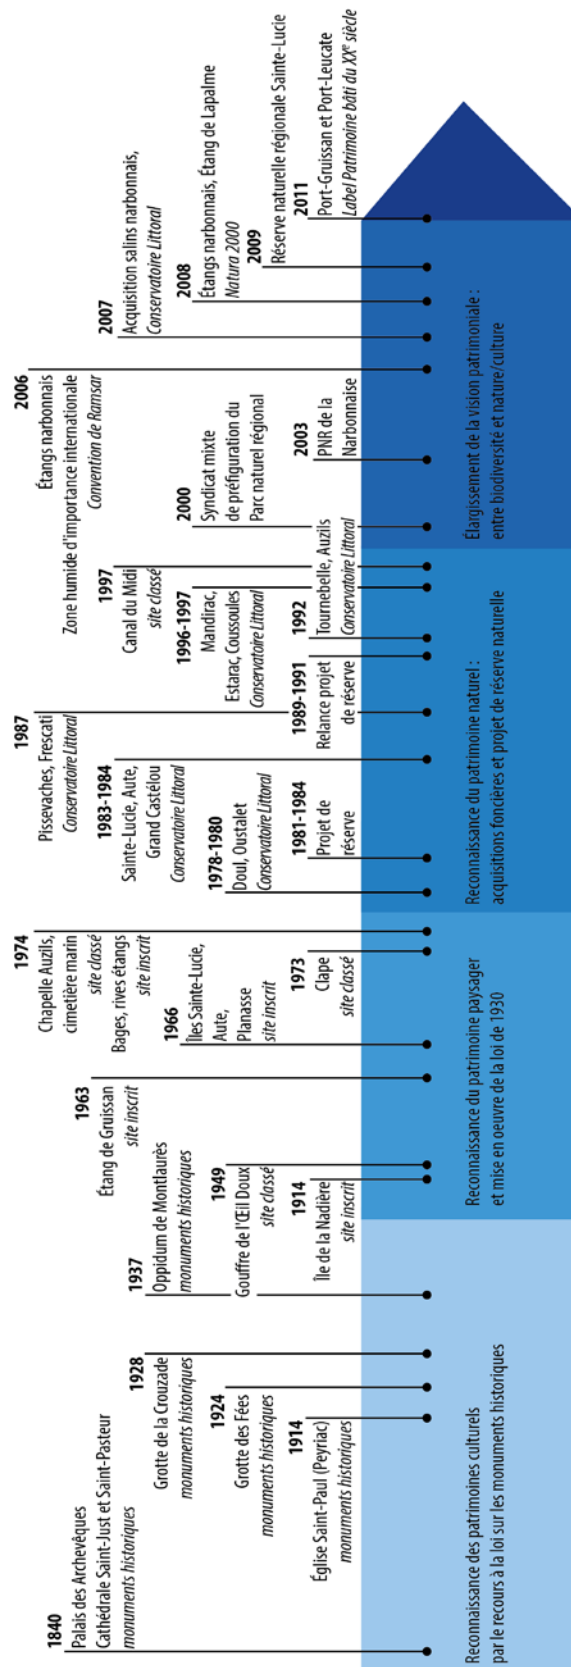 1840
Palais des Archevêques
Cathédrale Saint-Just et Saint-Pasteur
monuments historiques
1914
Église Saint-Paul (Peyriac)
monuments historiques
1924
Grotte des Fées
monuments historiques
1928
Grotte de la Crouzade
monuments historiques
1937
Oppidum de Montlaurès
monuments historiques
1914
Île de la Nadière
site inscrit
1949
Gouffre de l'Œil Doux
site classé
1963
Étang de Gruissan
site inscrit
1966
Îles Sainte-Lucie,
Aute,
Planasse
site inscrit
1973
Clape
site classé
1974
Chapelle Auzils,
cimetière marin
site classé
Bages, rives étangs
site inscrit
1978-1980
Doul, Oustalet
Conservatoire Littoral
1981-1984
Projet de
réserve
1983-1984
Sainte-Lucie, Aute,
Grand Castélou
Conservatoire Littoral
1987
Pissevaches, Frescati
Conservatoire Littoral
1989-1991
Relance projet
de réserve
1992
Tournebelle, Auzils
Conservatoire Littoral
1996-1997
Mandirac,
Estarac, Coussoules
Conservatoire Littoral
1997
Canal du Midi
site classé
2000
Syndicat mixte
de préfiguration du
Parc naturel régional
2003
PNR de la
Narbonnaise
2006
Étangs narbonnais
Zone humide d'importance internationale
Convention de Ramsar
2007
Acquisition salins narbonnais,
Conservatoire Littoral
2008
Étangs narbonnais, Étang de Lapalme
Natura 2000
2009
Réserve naturelle régionale Sainte-Lucie
2011
Port-Gruissan et Port-Leucate
Label Patrimoine bâti du XXe siècle
Reconnaissance des patrimoines culturels
par le recours à la loi sur les monuments historiques
Reconnaissance du patrimoine paysager
et mise en oeuvre de la loi de 1930
Reconnaissance du patrimoine naturel :
acquisitions foncières et projet de réserve naturelle
Élargissement de la vision patrimoniale :
entre biodiversité et nature/culture